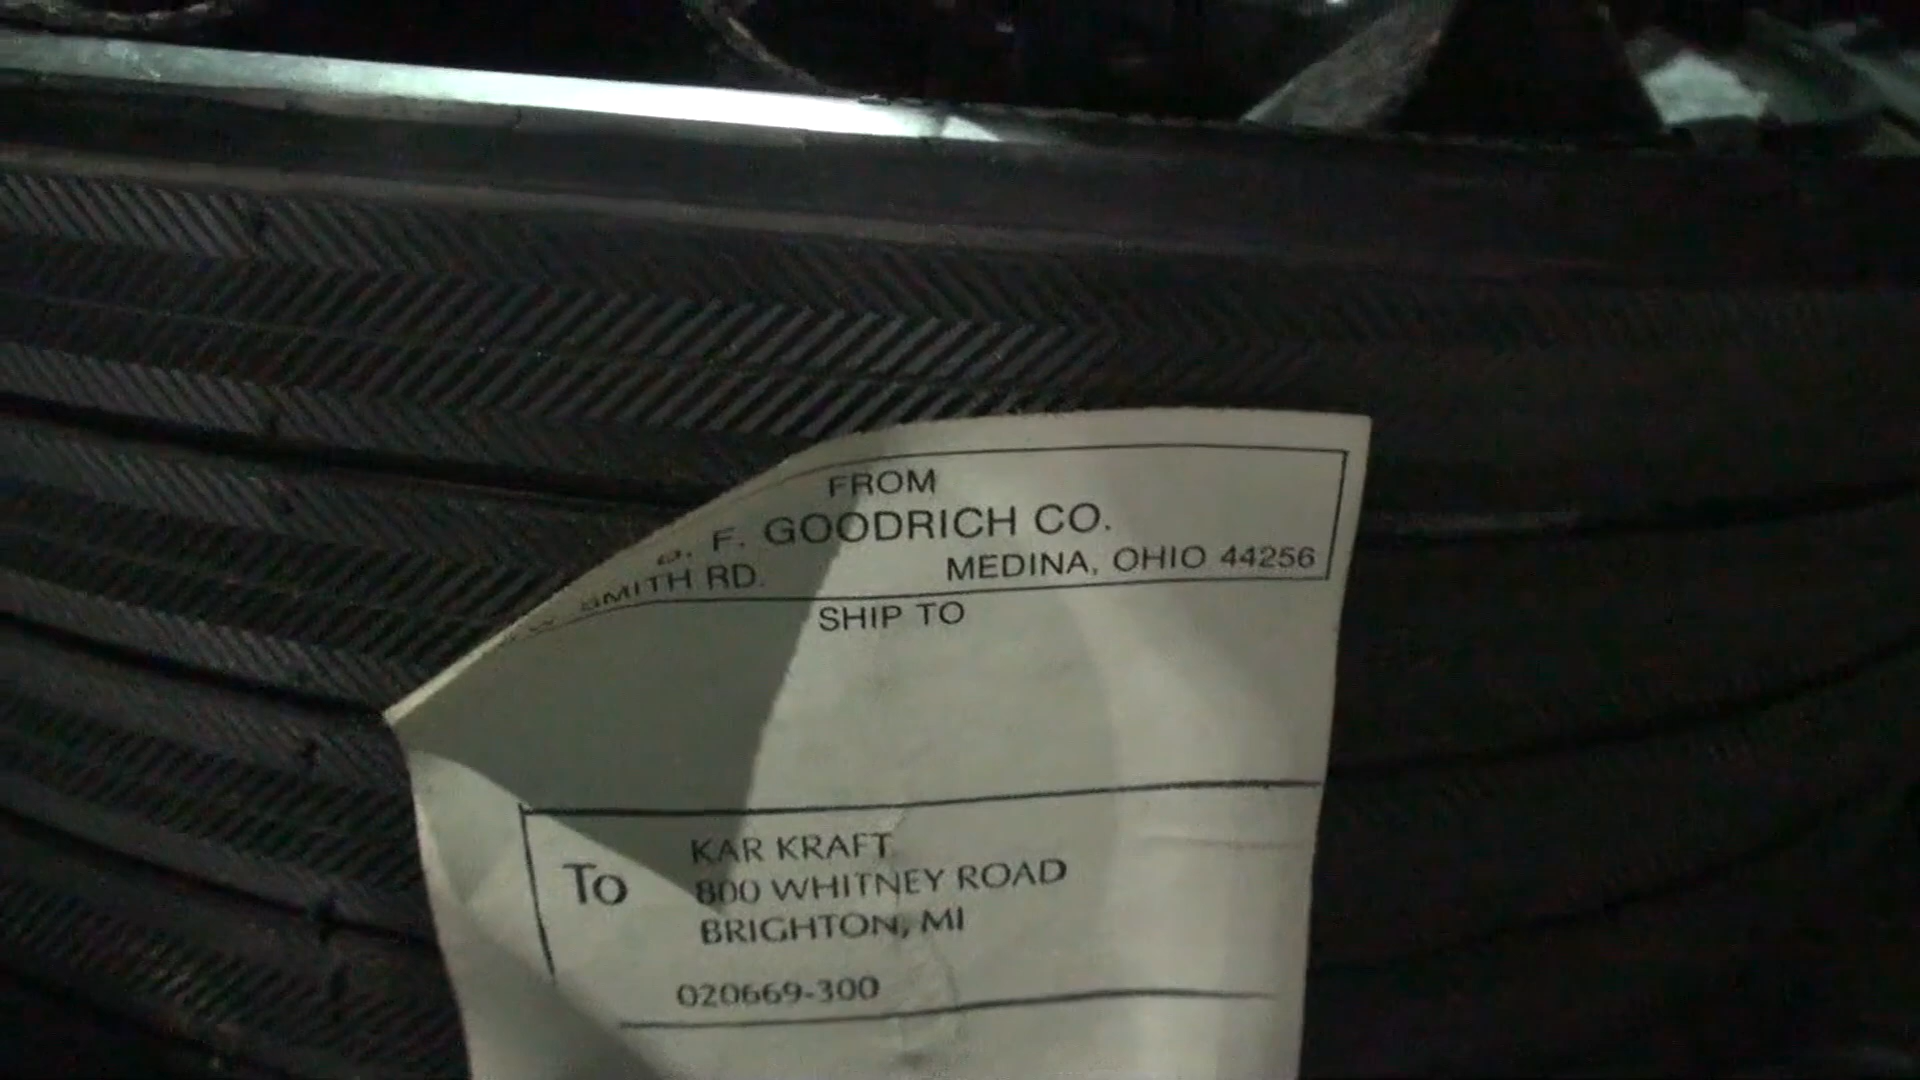 FROM
B. F. GOODRICH CO.
SMITH RD. MEDINA, OHIO 44256
SHIP TO
To
KAR KRAFT
800 WHITNEY ROAD
BRIGHTON, MI
020669-300